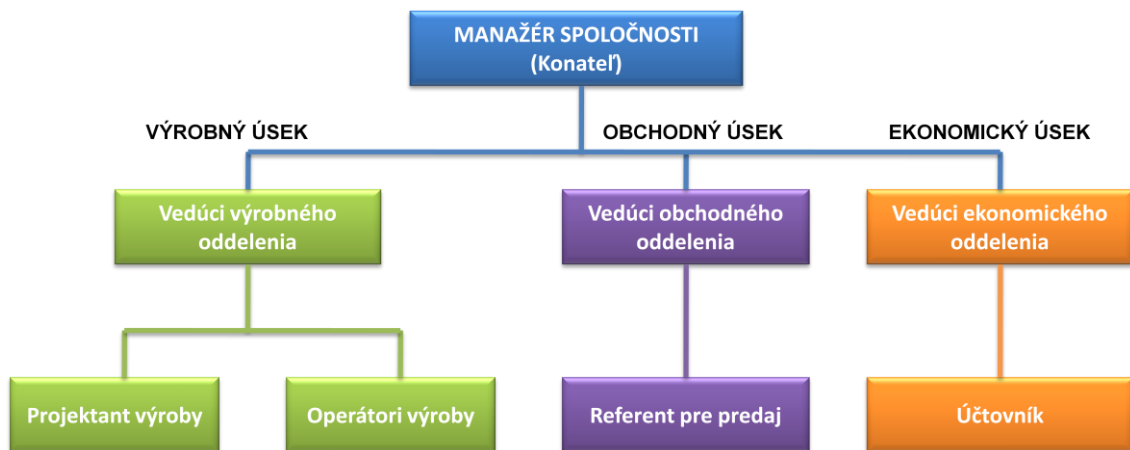 MANAŽÉR SPOLOČNOSTI
(Konateľ)
VÝROBNÝ ÚSEK
OBCHODNÝ ÚSEK
EKONOMICKÝ ÚSEK
Vedúci výrobného
oddelenia
Vedúci obchodného
oddelenia
Vedúci ekonomického
oddelenia
Projektant výroby
Operátori výroby
Referent pre predaj
Účtovník